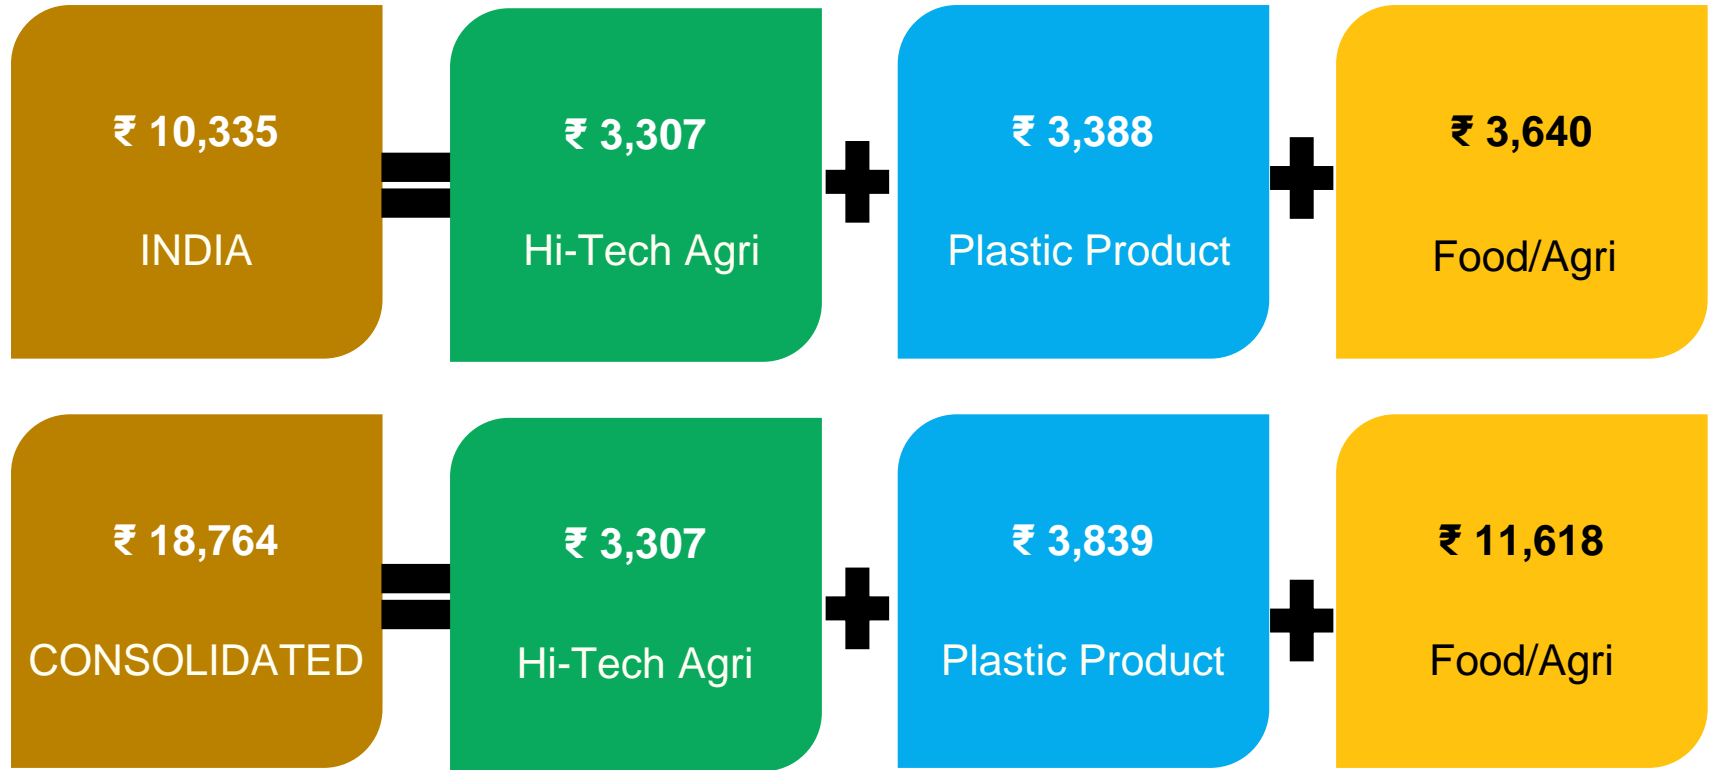 ₹ 10,335
INDIA
₹ 3,307
Hi-Tech Agri
₹ 3,388
Plastic Product
₹ 3,640
Food/Agri
₹ 18,764
CONSOLIDATED
₹ 3,307
Hi-Tech Agri
₹ 3,839
Plastic Product
₹ 11,618
Food/Agri